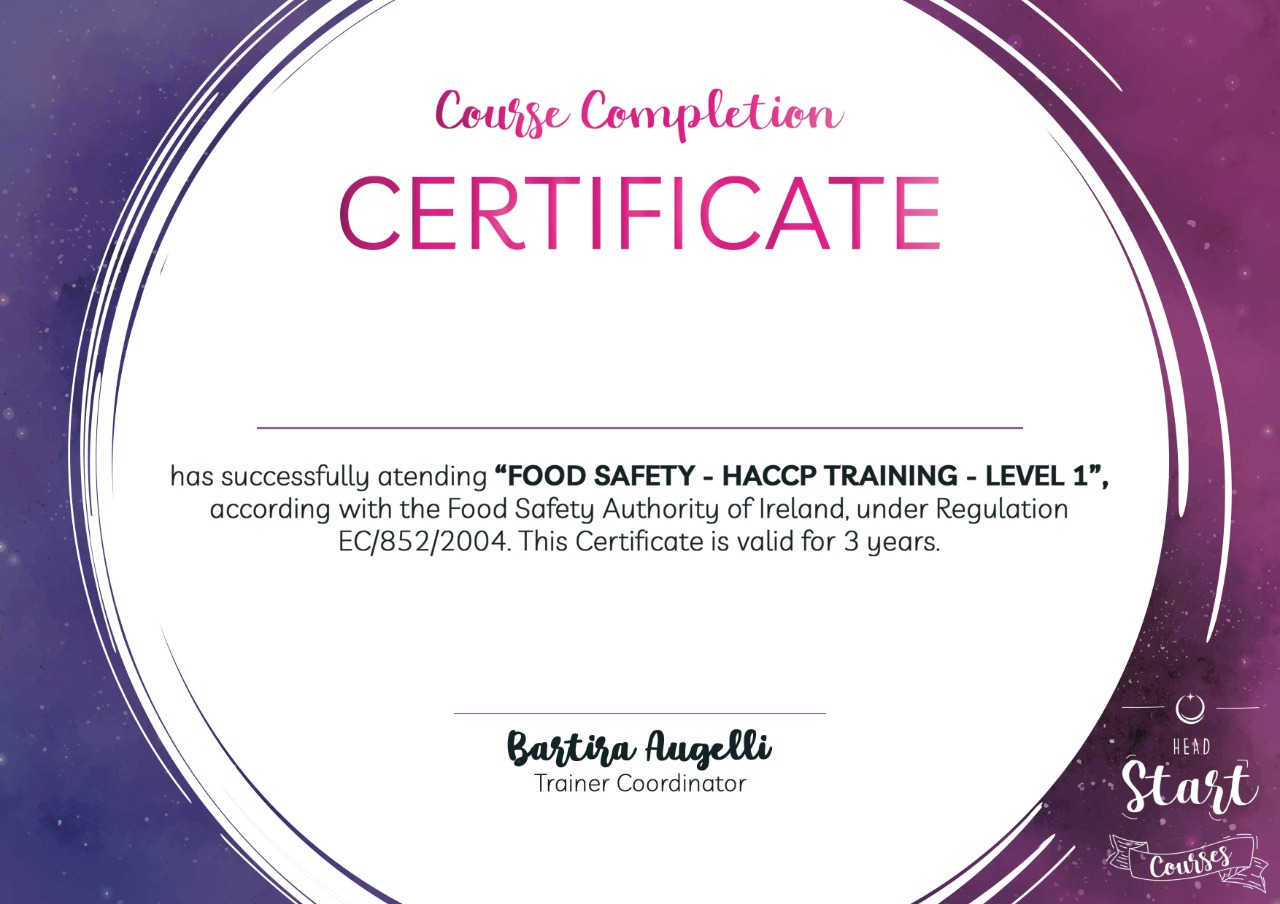 Course Completion
CERTIFICATE
has successfully atending “FOOD SAFETY - HACCP TRAINING - LEVEL 1”,
according with the Food Safety Authority of Ireland, under Regulation
EC/852/2004. This Certificate is valid for 3 years.
Bartira Augelli
Trainer Coordinator
HEAD
Start
Courses